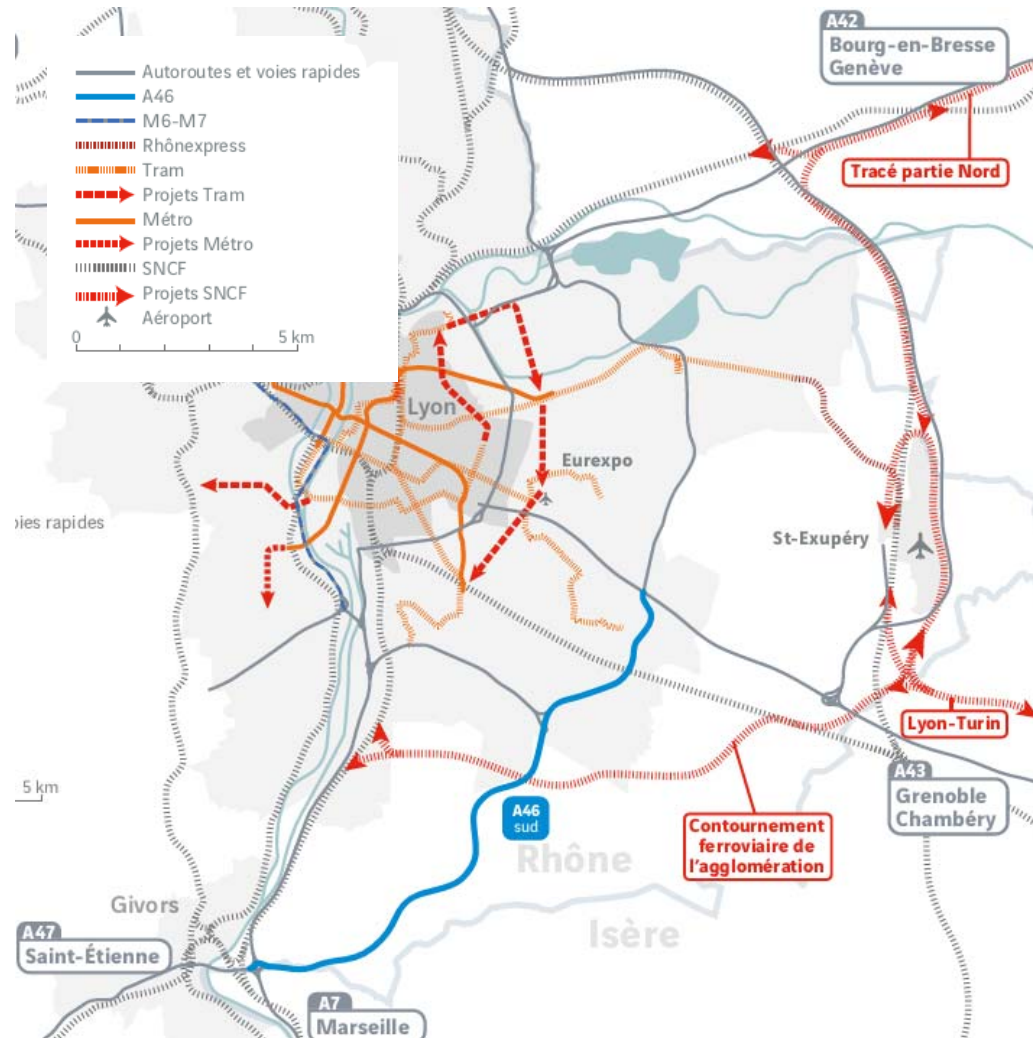 Autoroutes et voies rapides
A46
M6-M7
Rhônexpress
Tram
Projets Tram
Métro
Projets Métro
SNCF
Projets SNCF
Aéroport
0 5 km
A42
Bourg-en-Bresse
Genève
Tracé partie Nord
Lyon
Eurexpo
oies rapides
St-Exupéry
Lyon-Turin
5 km
A46
sud
A43
Grenoble
Chambéry
Contournement
ferroviaire de
l'agglomération
Rhône
Isère
Givors
A47
Saint-Étienne
A7
Marseille